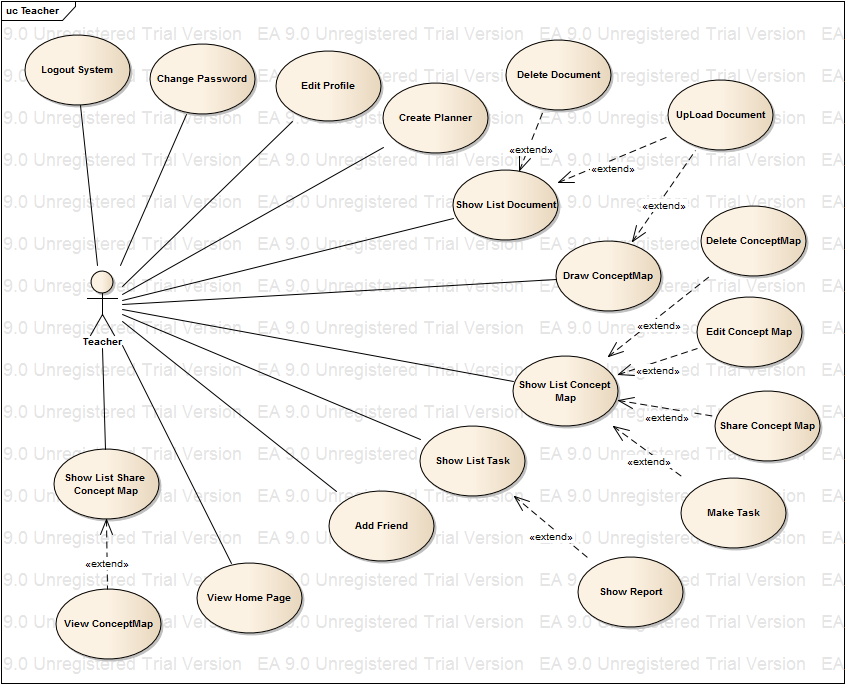 uc Teacher
EA 9.0 Unregistered Trial Version
Logout System
Change Password
Edit Profile
Create Planner
Delete Document
UpLoad Document
«extend»
«extend»
Show List Document
«extend»
Delete ConceptMap
Draw ConceptMap
Teacher
«extend»
Edit Concept Map
«extend»
Show List Concept
Map
«extend»
Share Concept Map
Show List Task
«extend»
Make Task
Show List Share
Concept Map
Add Friend
«extend»
«extend»
View Home Page
Show Report
View ConceptMap